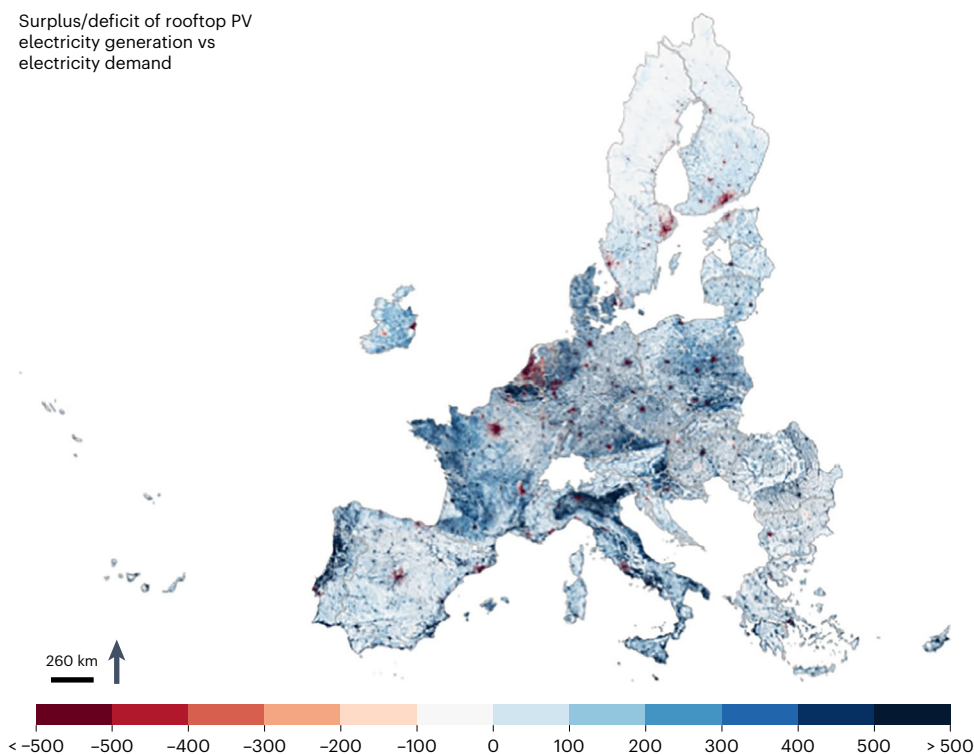 Surplus/deficit of rooftop PV
electricity generation vs
electricity demand
260 km
< −500 −500 −400 −300 −200 −100 0 100 200 300 400 500 > 500